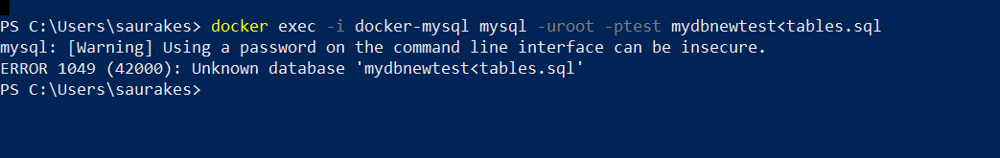 PS C:\Users\saurakes> docker exec -i docker-mysql mysql -uroot -ptest mydbnewtest<tables.sql
mysql: [Warning] Using a password on the command line interface can be insecure.
ERROR 1049 (42000): Unknown database 'mydbnewtest<tables.sql'
PS C:\Users\saurakes>